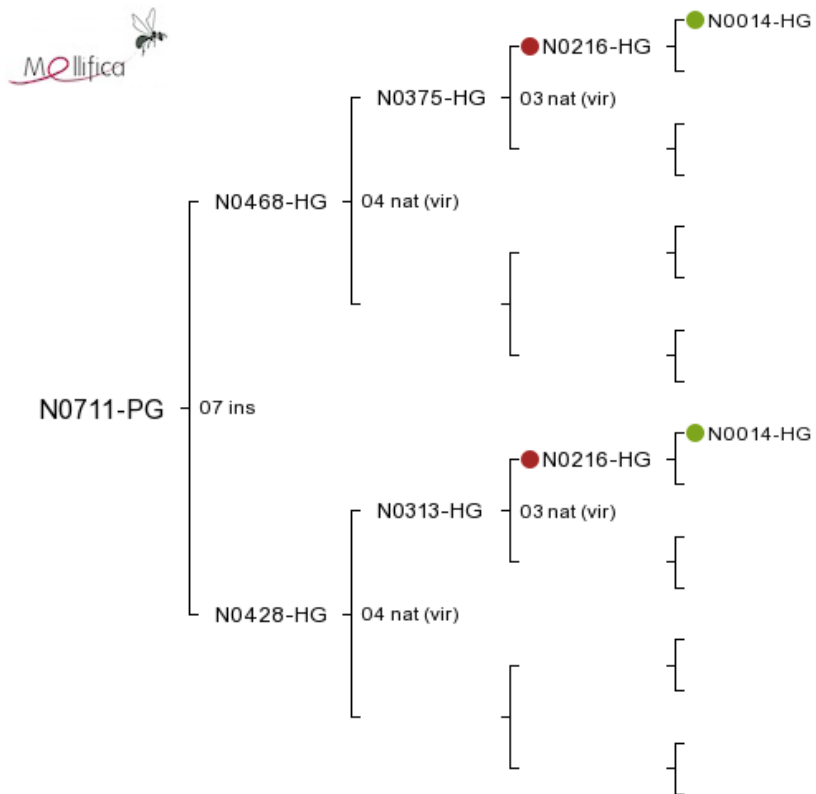 N0014-HG
N0216-HG
Mellifica
N0375-HG
03 nat (vir)
N0468-HG
04 nat (vir)
N0711-PG
07 ins
N0014-HG
N0216-HG
N0313-HG
03 nat (vir)
N0428-HG
04 nat (vir)